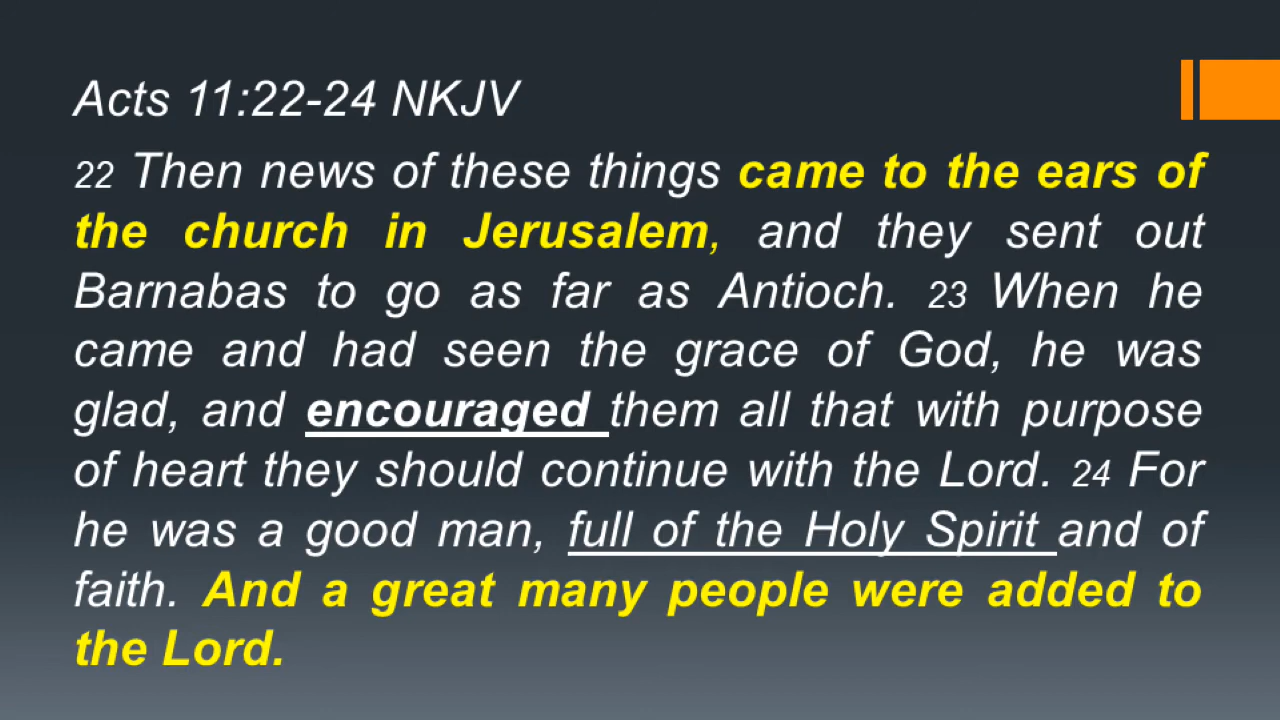 Acts 11:22-24 NKJV
22 Then news of these things came to the ears of
the church in Jerusalem, and they sent out
Barnabas to go as far as Antioch. 23 When he
came and had seen the grace of God, he was
glad, and encouraged them all that with purpose
of heart they should continue with the Lord. 24 For
he was a good man, full of the Holy Spirit and of
faith. And a great many people were added to
the Lord.